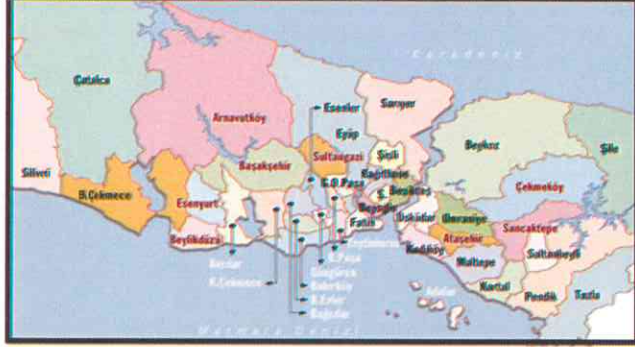 Karadeniz
Çatalca
Esenler
Sarıyer
Arnavutköy
Eyüp
Beykoz
Şile
Sultangazi
Şişli
Başakşehir
Kağıthane
Silivri
G.O.Paşa
Beşiktaş
Çekmeköy
B.Çekmece
Ş.
Esenyurt
Beyoğlu
Üsküdar
Ümraniye
Fatih
Sancaktepe
Beylikdüzü
Zeytinburnu
Kadıköy
Ataşehir
Sultanbeyli
Avcılar
B.Paşa
Maltepe
Güngören
K.Çekmece
Bakırköy
Adalar
Kartal
Pendik
Tuzla
B.Evler
Bağcılar
Marmara Denizi